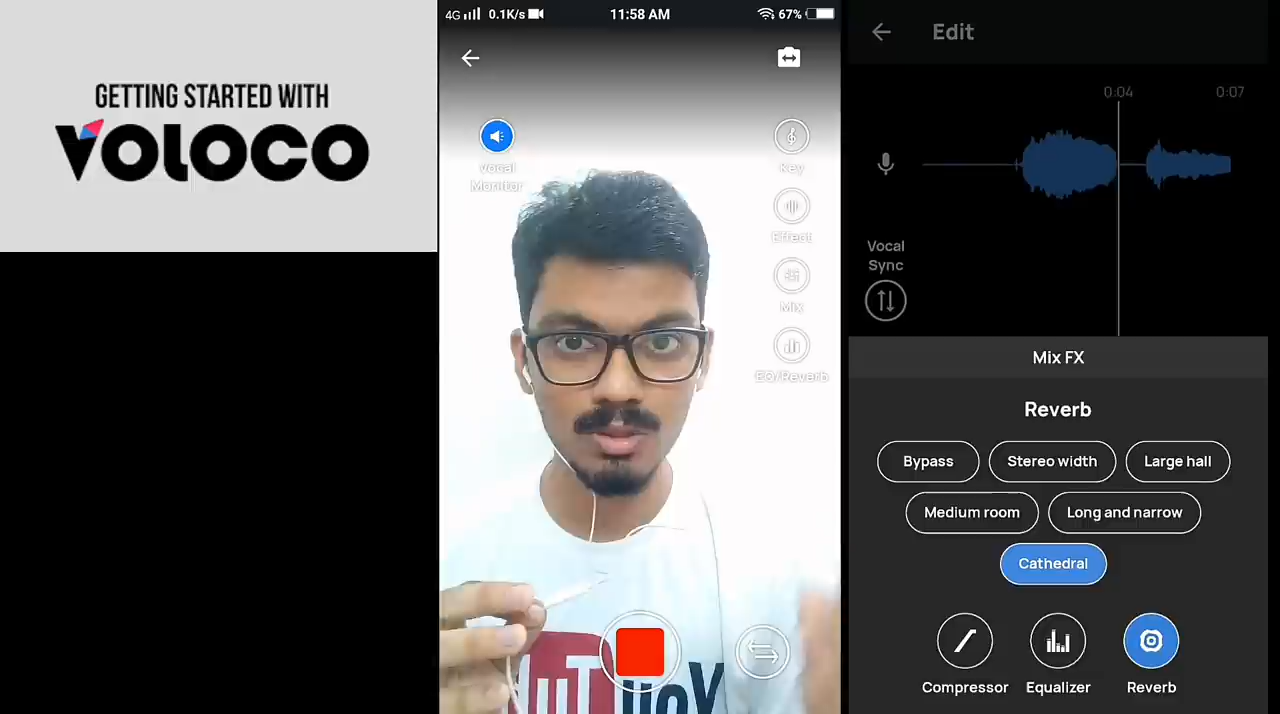 GETTING STARTED WITH
VOLOCO
4G 0.1K/s 11:58 AM 67%
vocal
Monitor
Key
Effect
Mix
EQ/Reverb
Edit
0:04 0:07
Vocal
Sync
Mix FX
Reverb
Bypass Stereo width Large hall
Medium room Long and narrow
Cathedral
Compressor Equalizer Reverb